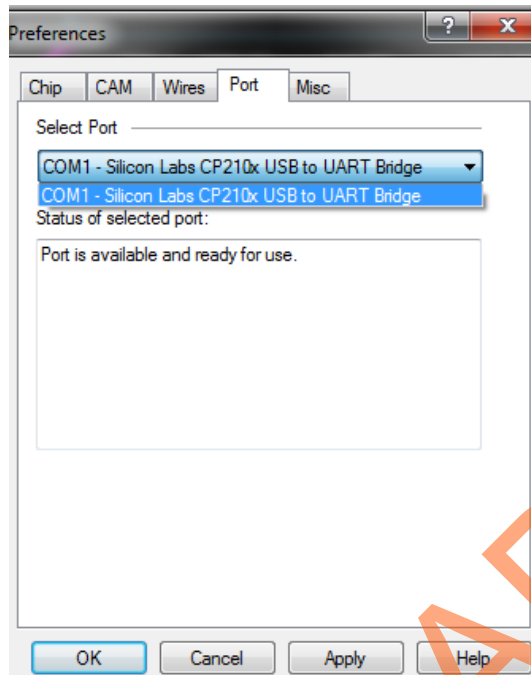 Preferences
?
X
Chip CAM Wires Port Misc
Select Port
COM1 - Silicon Labs CP210x USB to UART Bridge
COM1 - Silicon Labs CP210x USB to UART Bridge
Status of selected port:
Port is available and ready for use.
OK Cancel Apply Help